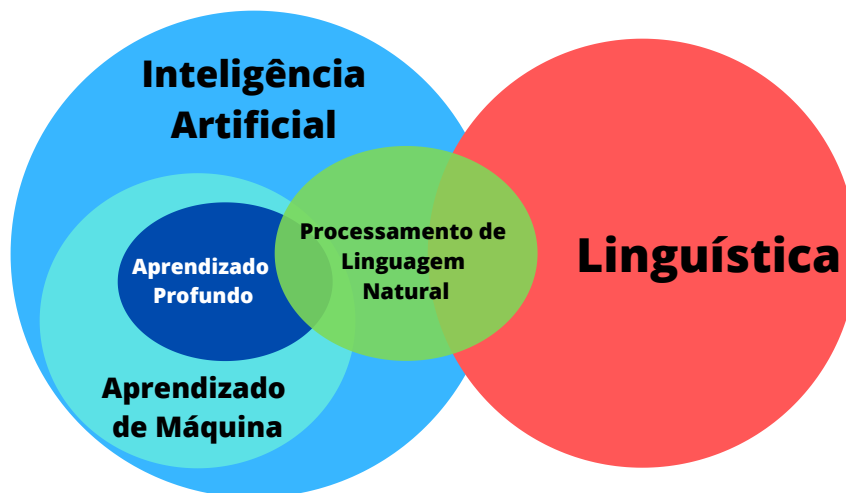 Inteligência
Artificial
Processamento de
Linguagem
Natural
Linguística
Aprendizado
Profundo
Aprendizado
de Máquina